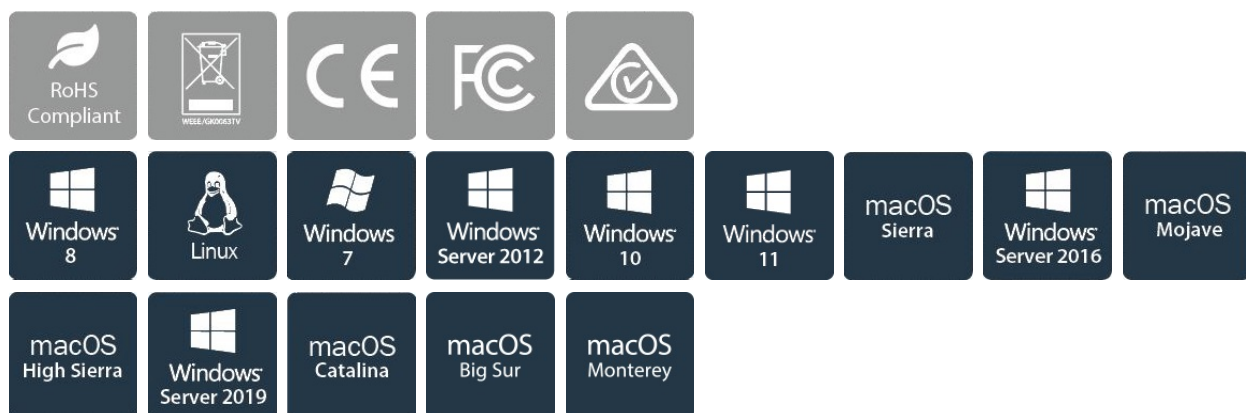 RoHS
Compliant
WEEE/GK0063TV
CE
FC
Windows
8
Linux
Windows
7
Windows
Server 2012
Windows
10
Windows
11
macOS
Sierra
Windows
Server 2016
macOS
Mojave
macOS
High Sierra
Windows
Server 2019
macOS
Catalina
macOS
Big Sur
macOS
Monterey